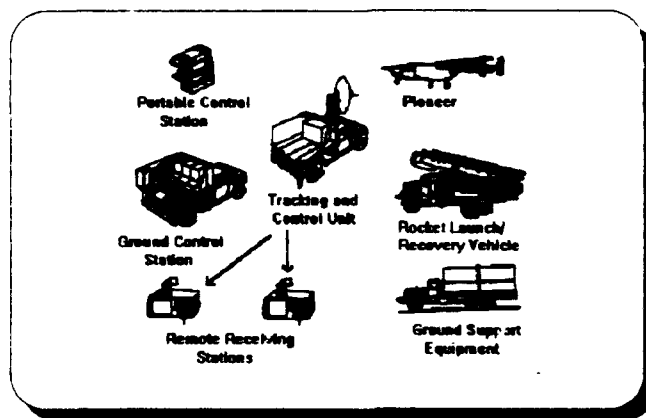 Portable Control
Station
Pioneer
Tracking and
Control Unit
Ground Control
Station
Rocket Launch/
Recovery Vehicle
Remote Receiving
Stations
Ground Support
Equipment